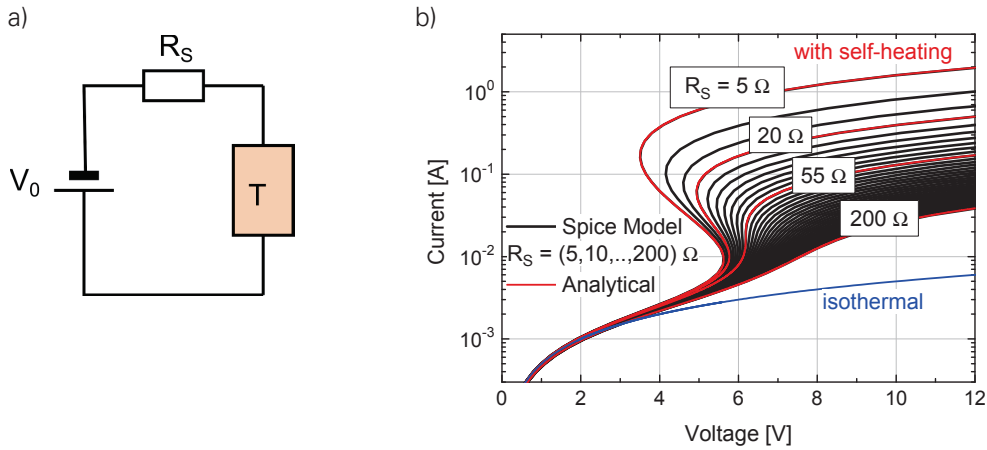 a)
R_S
V_0
T
b)
Current [A]
10^0
10^-1
10^-2
10^-3
with self-heating
R_S = 5 Ω
20 Ω
55 Ω
200 Ω
Spice Model
R_S = (5,10,..,200) Ω
Analytical
isothermal
0 2 4 6 8 10 12
Voltage [V]